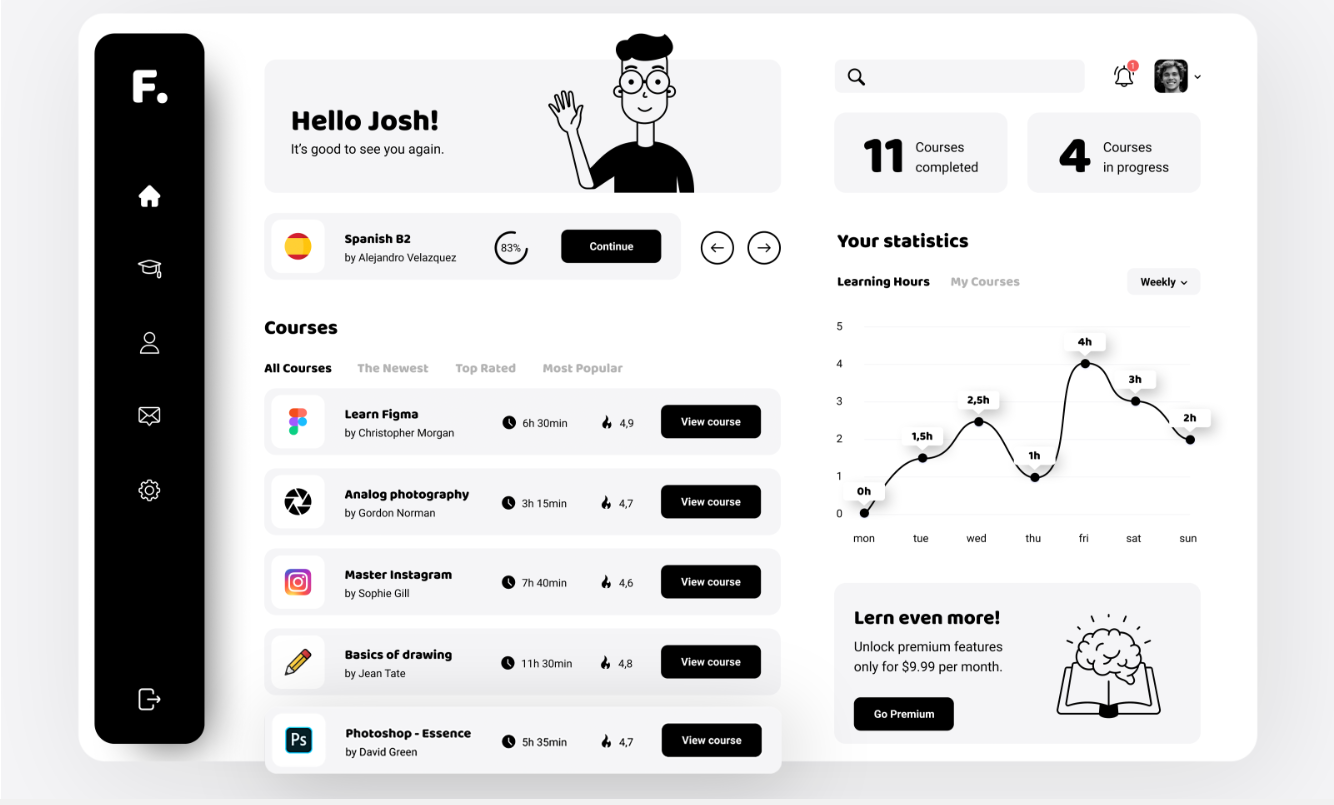 F.
Hello Josh!
It's good to see you again.
1
11
Courses
completed
4
Courses
in progress
Spanish B2
by Alejandro Velazquez
83%
Continue
Courses
All Courses The Newest Top Rated Most Popular
Learn Figma
by Christopher Morgan
6h 30min
4,9
View course
Analog photography
by Gordon Norman
3h 15min
4,7
View course
Master Instagram
by Sophie Gill
7h 40min
4,6
View course
Basics of drawing
by Jean Tate
11h 30min
4,8
View course
Ps
Photoshop - Essence
by David Green
5h 35min
4,7
View course
Your statistics
Learning Hours My Courses Weekly
5
4
3
2
1
0
0h
1,5h
2,5h
1h
4h
3h
2h
mon tue wed thu fri sat sun
Lern even more!
Unlock premium features
only for $9.99 per month.
Go Premium